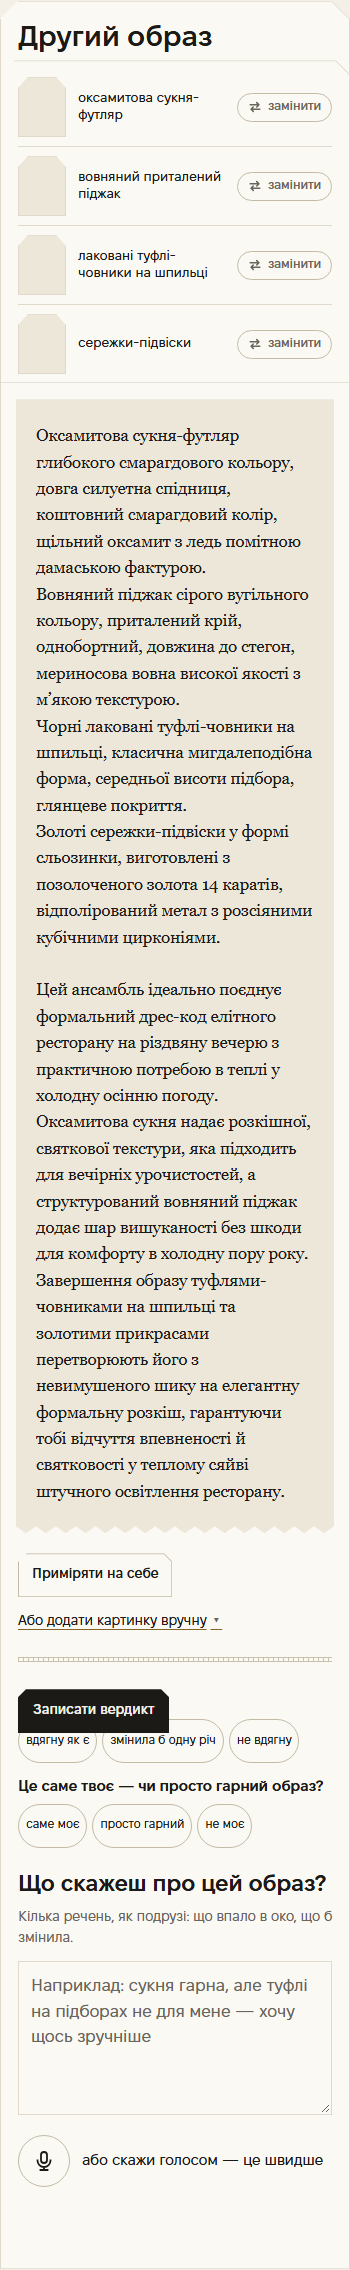 Другий образ
оксамитова сукня-
футляр
замінити
вовняний приталений
піджак
замінити
лаковані туфлі-
човники на шпильці
замінити
сережки-підвіски
замінити
Оксамитова сукня-футляр
глибокого смарагдового кольору,
довга силуетна спідниця,
коштовний смарагдовий колір,
щільний оксамит з ледь помітною
дамаською фактурою.
Вовняний піджак сірого вугільного
кольору, приталений крій,
однобортний, довжина до стегон,
мериносова вовна високої якості з
м’якою текстурою.
Чорні лаковані туфлі-човники на
шпильці, класична мигдалеподібна
форма, середньої висоти підбора,
глянцеве покриття.
Золоті сережки-підвіски у формі
сльозинки, виготовлені з
позолоченого золота 14 каратів,
відполірований метал з розсіяними
кубічними цирконіями.
Цей ансамбль ідеально поєднує
формальний дрес-код елітного
ресторану на різдвяну вечерю з
практичною потребою в теплі у
холодну осінню погоду.
Оксамитова сукня надає розкішної,
святкової текстури, яка підходить
для вечірніх урочистостей, а
структурований вовняний піджак
додає шар вишуканості без шкоди
для комфорту в холодну пору року.
Завершення образу туфлями-
човниками на шпильці та
золотими прикрасами
перетворюють його з
невимушеного шику на елегантну
формальну розкіш, гарантуючи
тобі відчуття впевненості й
святковості у теплому сяйві
штучного освітлення ресторану.
Приміряти на себе
Або додати картинку вручну
Записати вердикт
вдягну як є
змінила б одну річ
не вдягну
Це саме твоє — чи просто гарний образ?
саме моє
просто гарний
не моє
Що скажеш про цей образ?
Кілька речень, як подрузі: що впало в око, що б
змінила.
Наприклад: сукня гарна, але туфлі
на підборах не для мене — хочу
щось зручніше
або скажи голосом — це швидше